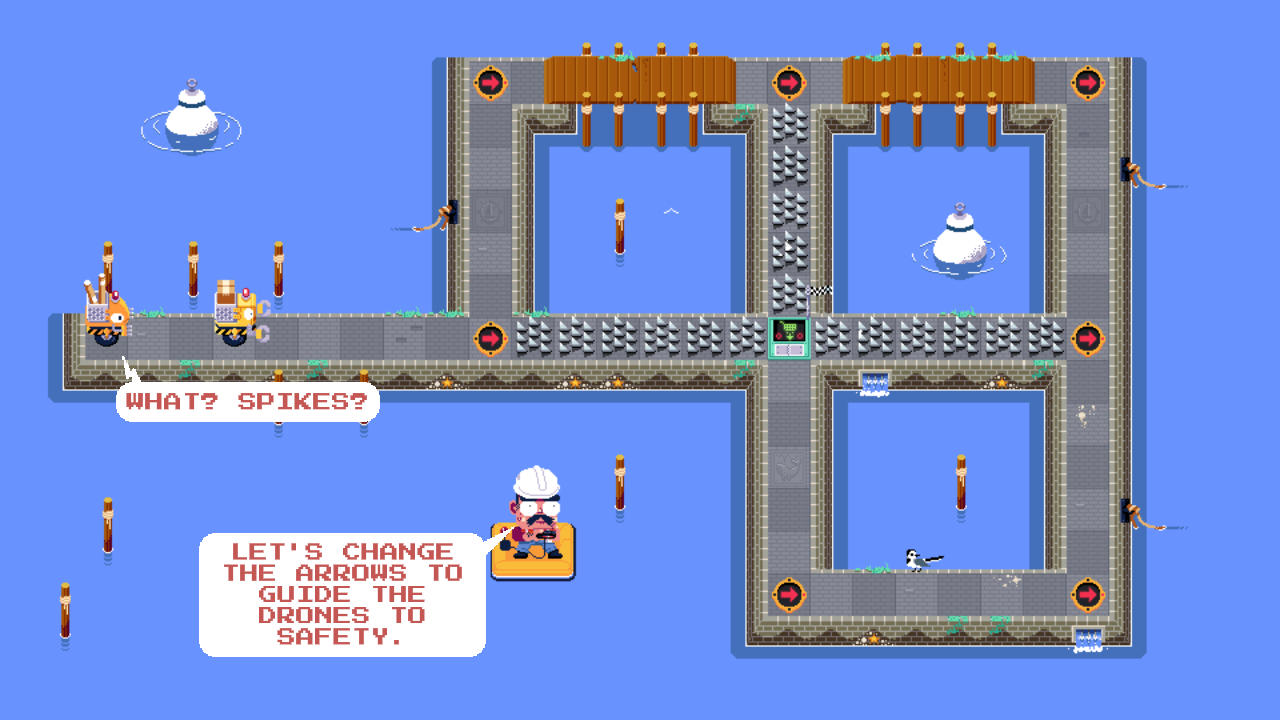 WHAT? SPIKES?
LET'S CHANGE
THE ARROWS TO
GUIDE THE
DRONES TO
SAFETY.